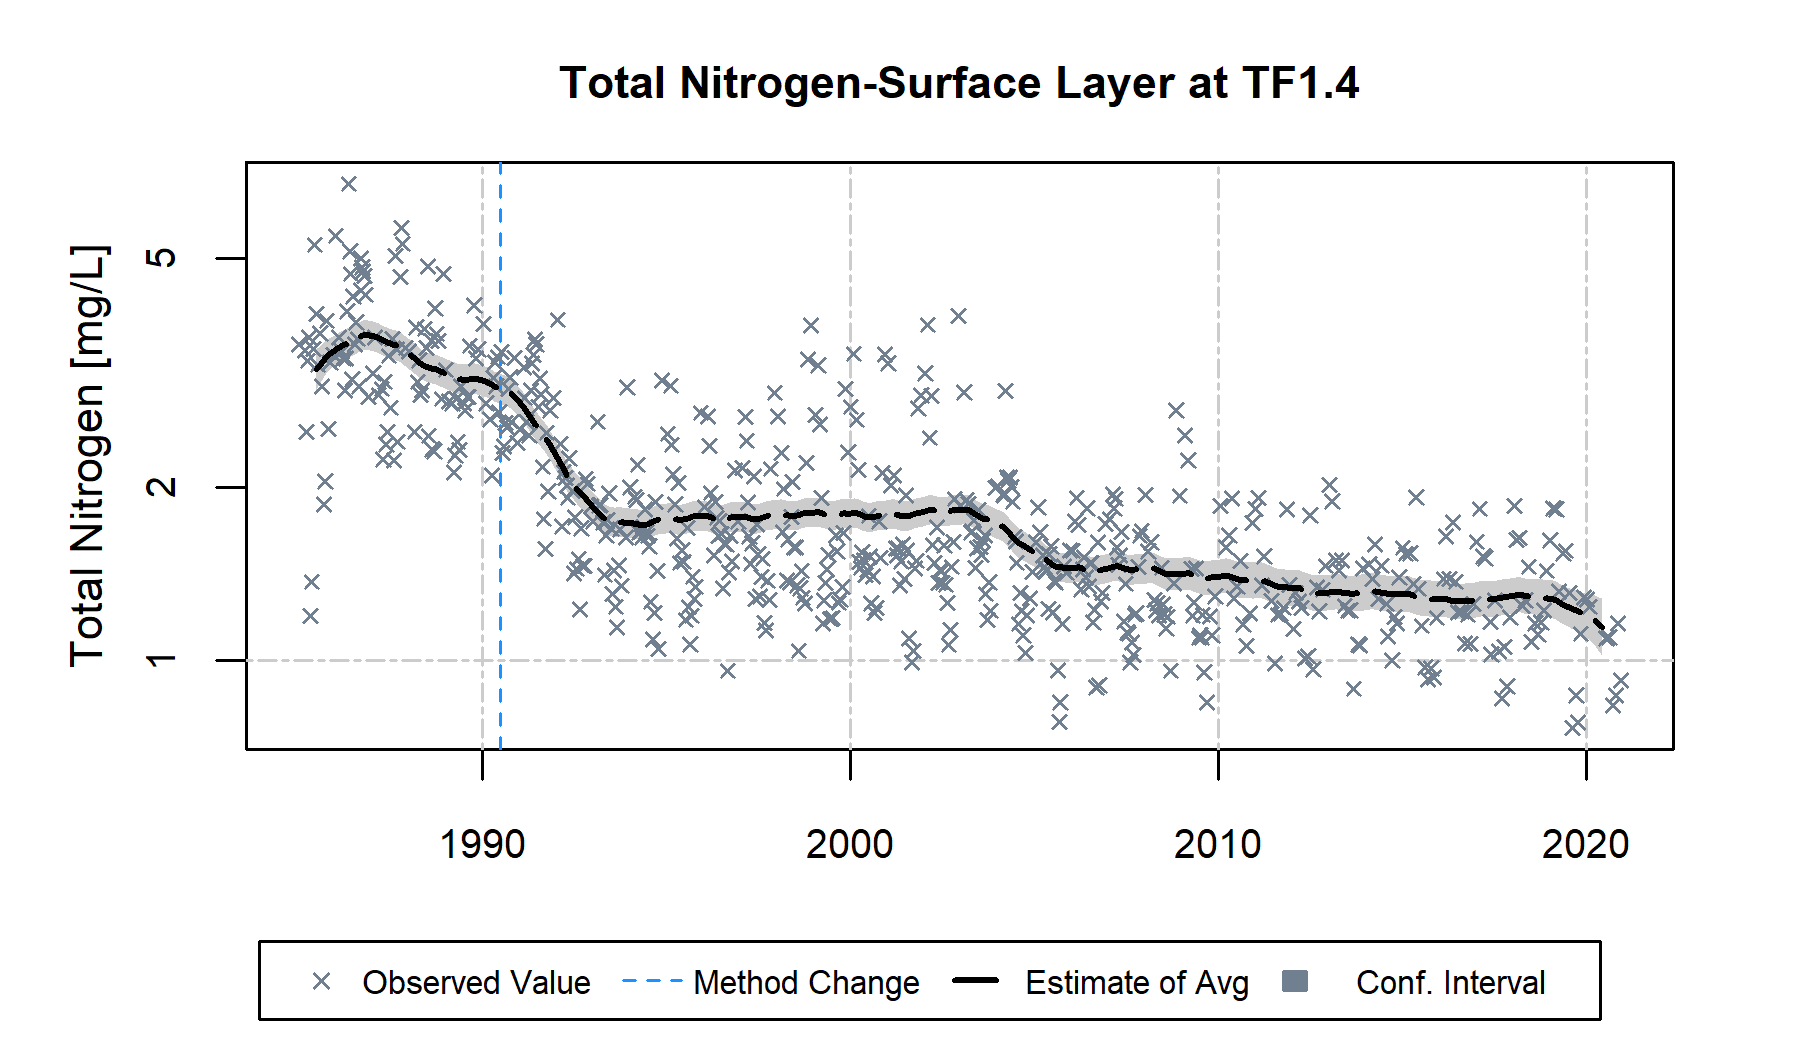 Total Nitrogen-Surface Layer at TF1.4
Total Nitrogen [mg/L]
5
2
1
1990 2000 2010 2020
Observed Value Method Change Estimate of Avg Conf. Interval